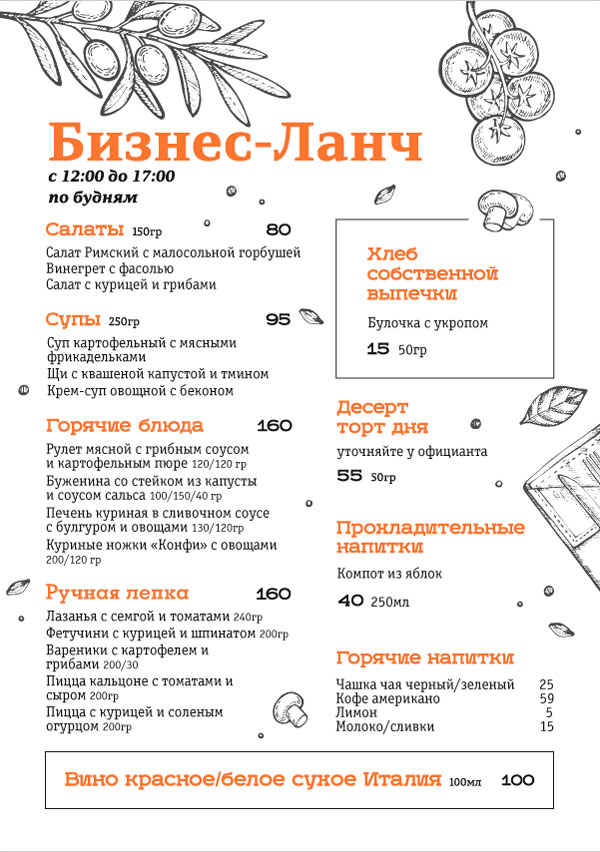 Бизнес-Ланч
с 12:00 до 17:00
по будням
Салаты 150гр 80
Салат Римский с малосольной горбушей
Винегрет с фасолью
Салат с курицей и грибами
Супы 250гр 95
Суп картофельный с мясными
фрикадельками
Щи с квашеной капустой и тмином
Крем-суп овощной с беконом
Горячие блюда 160
Рулет мясной с грибным соусом
и картофельным пюре 120/120 гр
Буженина со стейком из капусты
и соусом сальса 100/150/40 гр
Печень куриная в сливочном соусе
с булгуром и овощами 130/120гр
Куриные ножки «Конфи» с овощами
200/120 гр
Ручная лепка 160
Лазанья с семгой и томатами 240гр
Фетучини с курицей и шпинатом 200гр
Вареники с картофелем и
грибами 200/30
Пицца кальцоне с томатами и
сыром 200гр
Пицца с курицей и соленым
огурцом 200гр
Хлеб
собственной
выпечки
Булочка с укропом
15 50гр
Десерт
торт дня
уточняйте у официанта
55 50гр
Прохладительные
напитки
Компот из яблок
40 250мл
Горячие напитки
Чашка чая черный/зеленый 25
Кофе американо 59
Лимон 5
Молоко/сливки 15
Вино красное/белое сухое Италия 100мл 100